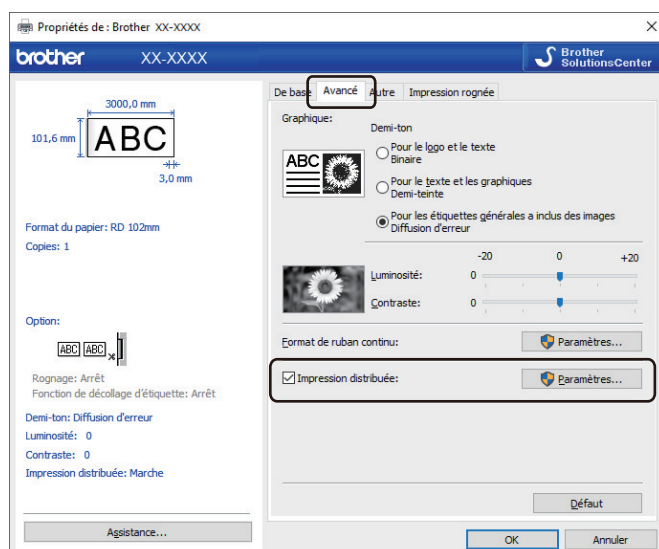 Propriétés de : Brother XX-XXXX
brother XX-XXXX
Brother SolutionsCenter
3000,0 mm
101,6 mm
ABC
3,0 mm
Format du papier: RD 102mm
Copies: 1
Option:
ABC ABC
Rognage: Arrêt
Fonction de décollage d'étiquette: Arrêt
Demi-ton: Diffusion d'erreur
Luminosité: 0
Contraste: 0
Impression distribuée: Marche
Assistance...
De base Avancé Autre Impression rognée
Graphique:
ABC
Demi-ton
Pour le logo et le texte
Binaire
Pour le texte et les graphiques
Demi-teinte
Pour les étiquettes générales a inclus des images
Diffusion d'erreur
-20 0 +20
Luminosité: 0
Contraste: 0
Format de ruban continu: Paramètres...
Impression distribuée: Paramètres...
Défaut
OK Annuler